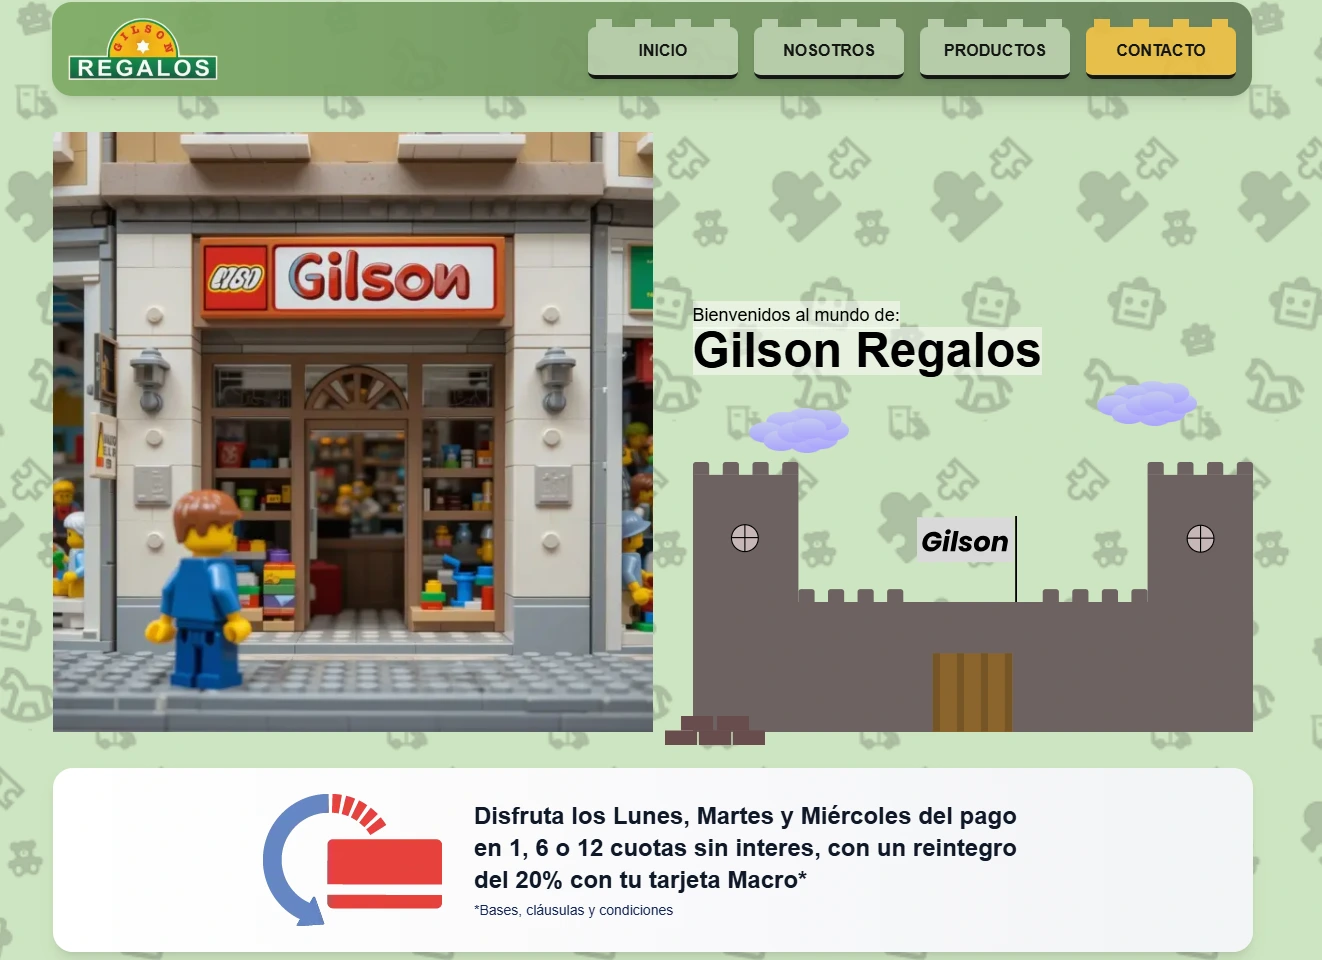 GILSON
REGALOS
INICIO
NOSOTROS
PRODUCTOS
CONTACTO
Gilson
Bienvenidos al mundo de:
Gilson Regalos
Gilson
Disfruta los Lunes, Martes y Miércoles del pago
en 1, 6 o 12 cuotas sin interes, con un reintegro
del 20% con tu tarjeta Macro*
*Bases, cláusulas y condiciones